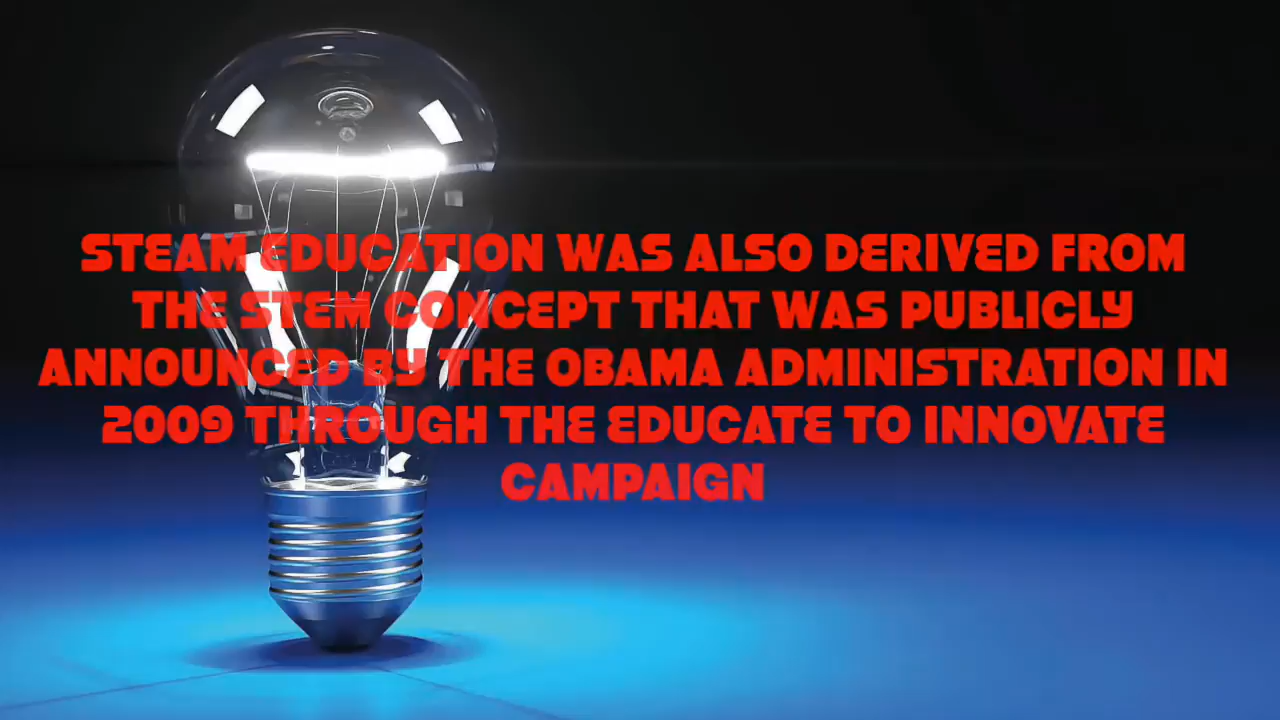 STEAM EDUCATION WAS ALSO DERIVED FROM
THE STEM CONCEPT THAT WAS PUBLICLY
ANNOUNCED BY THE OBAMA ADMINISTRATION IN
2009 THROUGH THE EDUCATE TO INNOVATE
CAMPAIGN